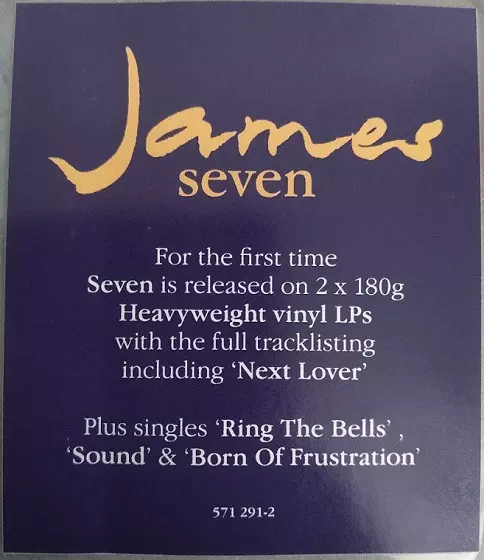 James
seven
For the first time
Seven is released on 2 x 180g
Heavyweight vinyl LPs
with the full tracklisting
including ‘Next Lover’
Plus singles ‘Ring The Bells’ ,
‘Sound’ & ‘Born Of Frustration’
571 291-2